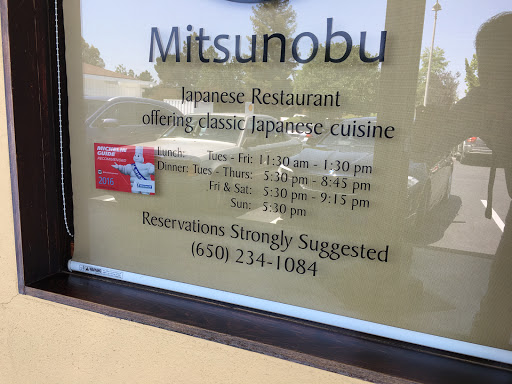 Mitsunobu
Japanese Restaurant
offering classic Japanese cuisine
Lunch: Tues - Fri: 11:30 am - 1:30 pm
Dinner: Tues - Thurs: 5:30 pm - 8:45 pm
Fri & Sat: 5:30 pm - 9:15 pm
Sun: 5:30 pm
MICHELIN
GUIDE
RECOMMENDED
2016
Reservations Strongly Suggested
(650) 234-1084
WARNING